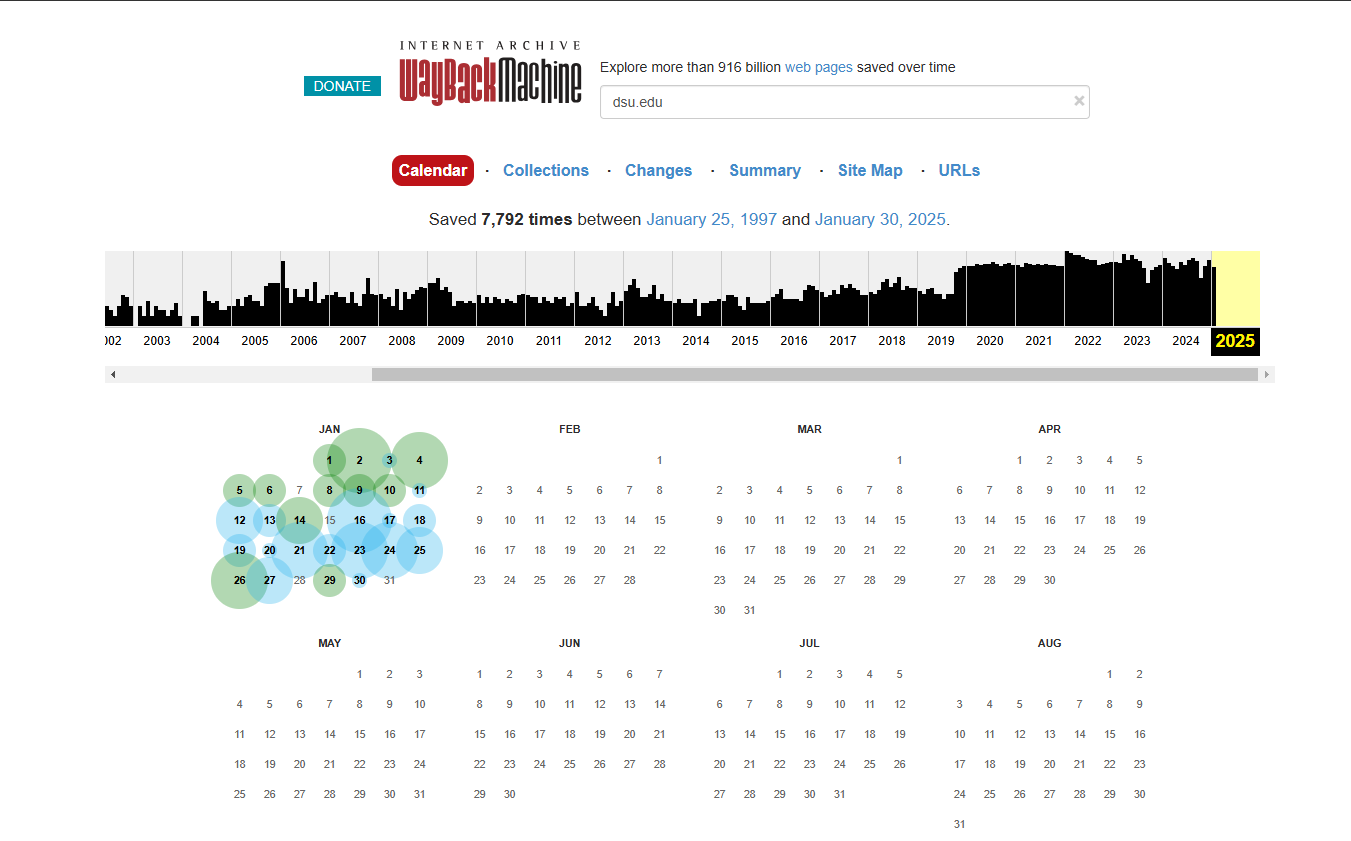 INTERNET ARCHIVE
DONATE
WayBackMachine
Explore more than 916 billion web pages saved over time
dsu.edu ×
Calendar · Collections · Changes · Summary · Site Map · URLs
Saved 7,792 times between January 25, 1997 and January 30, 2025.
002 2003 2004 2005 2006 2007 2008 2009 2010 2011 2012 2013 2014 2015 2016 2017 2018 2019 2020 2021 2022 2023 2024 2025
JAN FEB MAR APR
1 2 3 4 1 1 1 2 3 4 5
5 6 7 8 9 10 11 2 3 4 5 6 7 8 2 3 4 5 6 7 8 6 7 8 9 10 11 12
12 13 14 15 16 17 18 9 10 11 12 13 14 15 9 10 11 12 13 14 15 13 14 15 16 17 18 19
19 20 21 22 23 24 25 16 17 18 19 20 21 22 16 17 18 19 20 21 22 20 21 22 23 24 25 26
26 27 28 29 30 31 23 24 25 26 27 28 23 24 25 26 27 28 29 27 28 29 30
30 31
MAY JUN JUL AUG
1 2 3 1 2 3 4 5 6 7 1 2 3 4 5 1 2
4 5 6 7 8 9 10 8 9 10 11 12 13 14 6 7 8 9 10 11 12 3 4 5 6 7 8 9
11 12 13 14 15 16 17 15 16 17 18 19 20 21 13 14 15 16 17 18 19 10 11 12 13 14 15 16
18 19 20 21 22 23 24 22 23 24 25 26 27 28 20 21 22 23 24 25 26 17 18 19 20 21 22 23
25 26 27 28 29 30 31 29 30 27 28 29 30 31 24 25 26 27 28 29 30
31